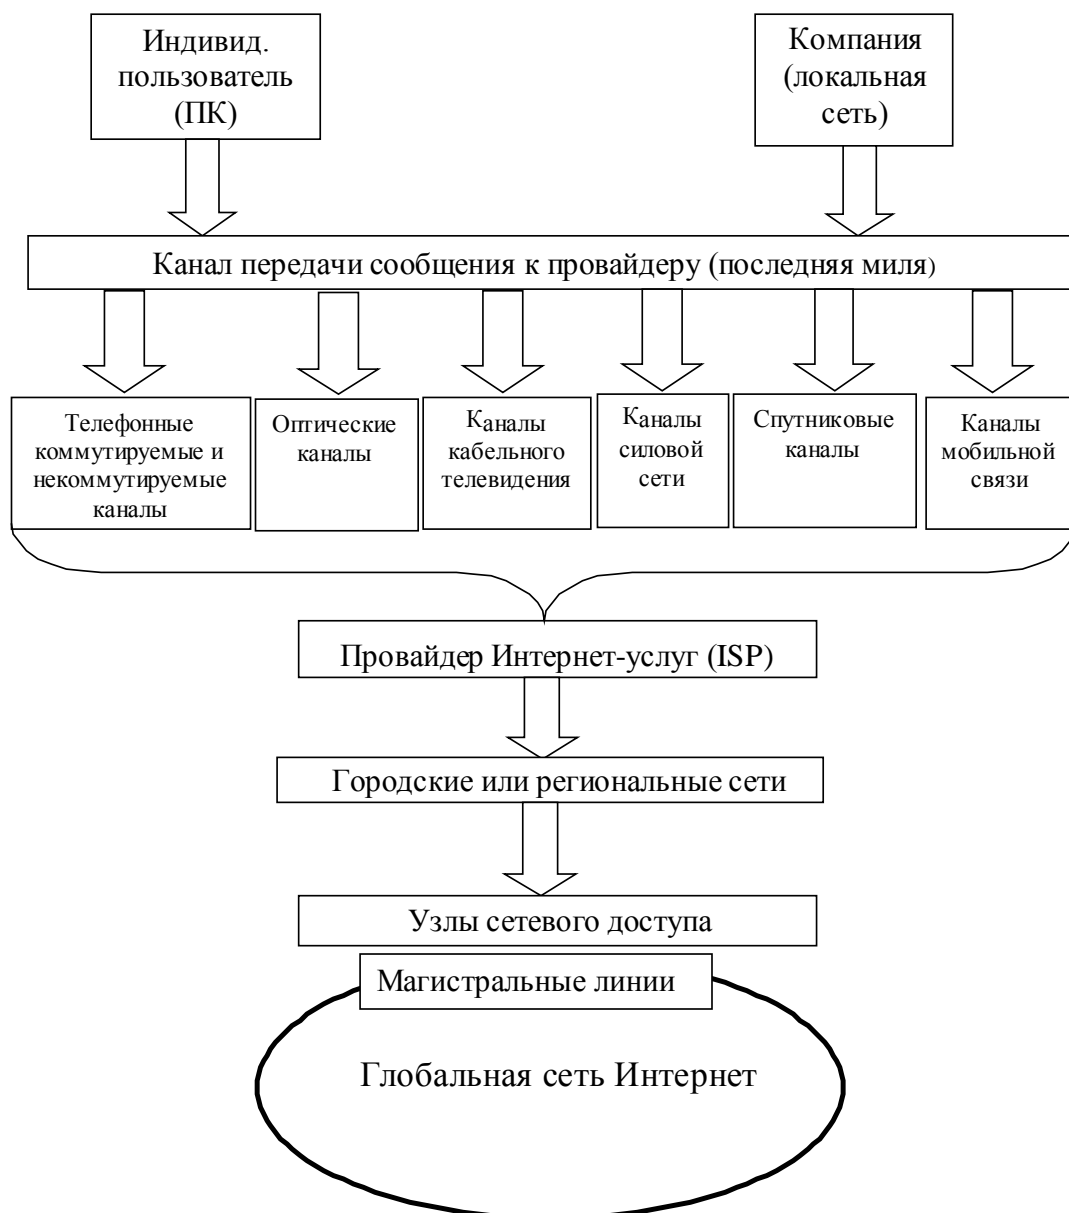 Индивид.
пользователь
(ПК)
Компания
(локальная
сеть)
Канал передачи сообщения к провайдеру (последняя миля)
Телефонные
коммутируемые и
некоммутируемые
каналы
Оптические
каналы
Каналы
кабельного
телевидения
Каналы
силовой
сети
Спутниковые
каналы
Каналы
мобильной
связи
Провайдер Интернет-услуг (ISP)
Городские или региональные сети
Узлы сетевого доступа
Магистральные линии
Глобальная сеть Интернет